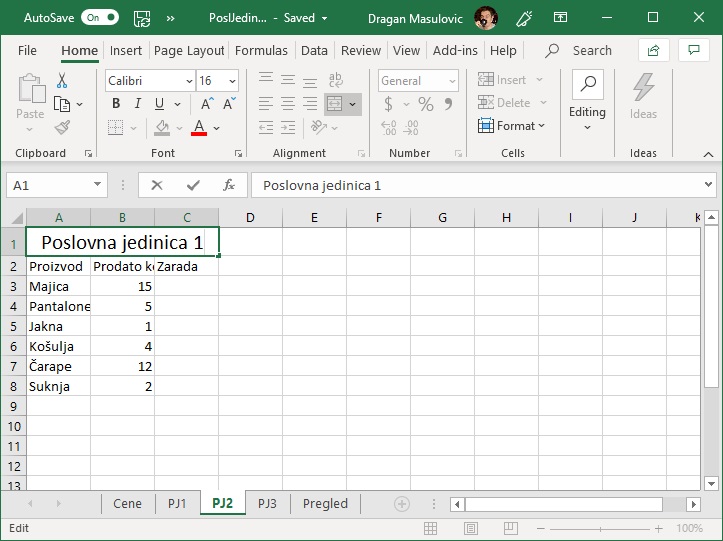 AutoSave On PoslJedin... - Saved Dragan Masulovic
File Home Insert Page Layout Formulas Data Review View Add-ins Help Search
Calibri 16 ab General Insert
Paste B I U A A $ % 9 Delete Editing Ideas
A Format
Clipboard Font Alignment Number Cells Ideas
A1 fx Poslovna jedinica 1
A B C D E F G H I J K
1 Poslovna jedinica 1
2 Proizvod Prodato k Zarada
3 Majica 15
4 Pantalone 5
5 Jakna 1
6 Košulja 4
7 Čarape 12
8 Suknja 2
9
10
11
12
13
Cene PJ1 PJ2 PJ3 Pregled
Edit 100%